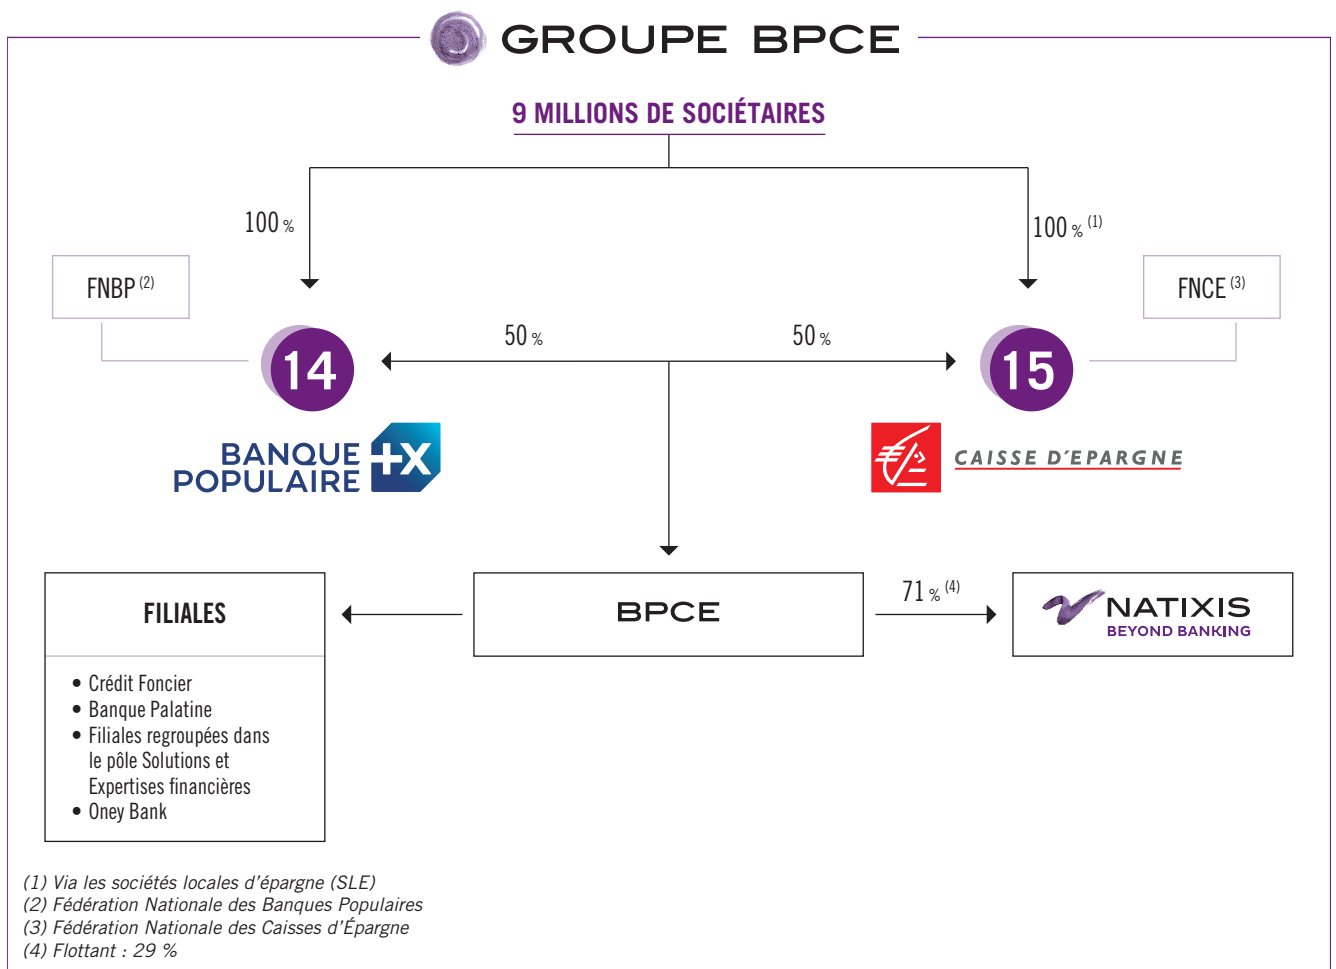 GROUPE BPCE
9 MILLIONS DE SOCIÉTAIRES
100 %
100 % (1)
FNBP (2)
FNCE (3)
50 %
50 %
14
15
BANQUE
POPULAIRE
+X
CAISSE D'EPARGNE
FILIALES
BPCE
71 % (4)
NATIXIS
BEYOND BANKING
• Crédit Foncier
• Banque Palatine
• Filiales regroupées dans
le pôle Solutions et
Expertises financières
• Oney Bank
(1) Via les sociétés locales d'épargne (SLE)
(2) Fédération Nationale des Banques Populaires
(3) Fédération Nationale des Caisses d'Épargne
(4) Flottant : 29 %